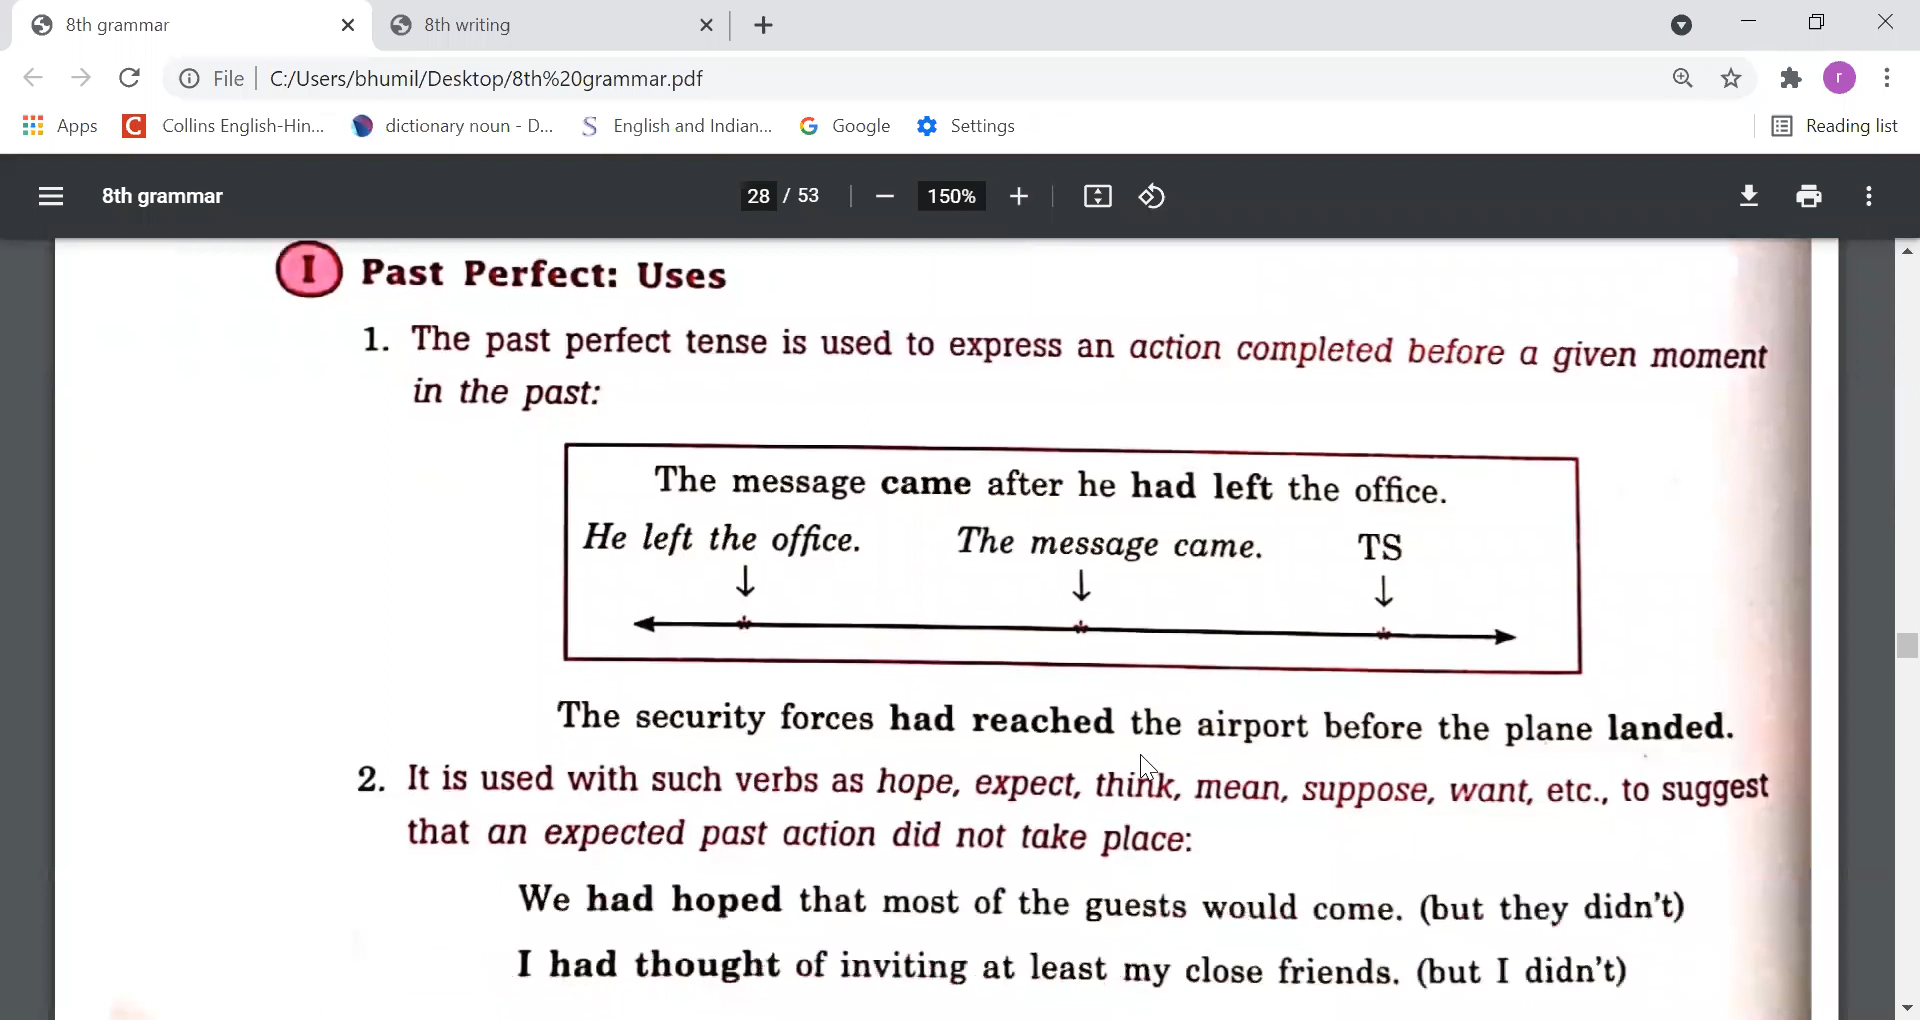 8th grammar
8th writing
File
C:/Users/bhumil/Desktop/8th%20grammar.pdf
r
Apps
Collins English-Hin...
dictionary noun - D...
English and Indian...
Google
Settings
Reading list
8th grammar
28 / 53
150%
I Past Perfect: Uses
1. The past perfect tense is used to express an action completed before a given moment
in the past:
The message came after he had left the office.
He left the office. The message came. TS
The security forces had reached the airport before the plane landed.
2. It is used with such verbs as hope, expect, think, mean, suppose, want, etc., to suggest
that an expected past action did not take place:
We had hoped that most of the guests would come. (but they didn't)
I had thought of inviting at least my close friends. (but I didn't)